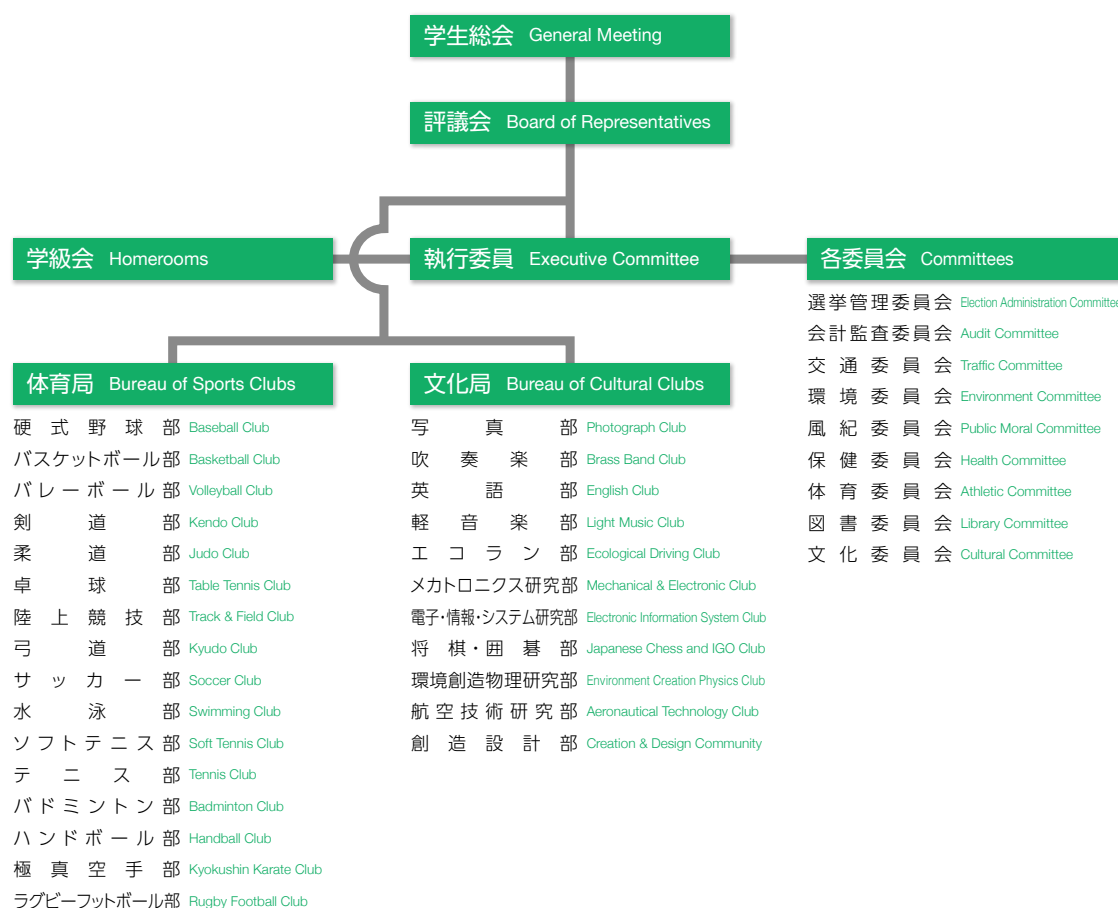 学生総会 General Meeting
評議会 Board of Representatives
学級会 Homerooms
執行委員 Executive Committee
各委員会 Committees
選挙管理委員会 Election Administration Committee
会計監査委員会 Audit Committee
交通委員会 Traffic Committee
環境委員会 Environment Committee
風紀委員会 Public Moral Committee
保健委員会 Health Committee
体育委員会 Athletic Committee
図書委員会 Library Committee
文化委員会 Cultural Committee
体育局 Bureau of Sports Clubs
硬式野球部 Baseball Club
バスケットボール部 Basketball Club
バレーボール部 Volleyball Club
剣道部 Kendo Club
柔道部 Judo Club
卓球部 Table Tennis Club
陸上競技部 Track & Field Club
弓道部 Kyudo Club
サッカー部 Soccer Club
水泳部 Swimming Club
ソフトテニス部 Soft Tennis Club
テニス部 Tennis Club
バドミントン部 Badminton Club
ハンドボール部 Handball Club
極真空手部 Kyokushin Karate Club
ラグビーフットボール部 Rugby Football Club
文化局 Bureau of Cultural Clubs
写真部 Photograph Club
吹奏楽部 Brass Band Club
英語部 English Club
軽音楽部 Light Music Club
エコラン部 Ecological Driving Club
メカトロニクス研究部 Mechanical & Electronic Club
電子・情報・システム研究部 Electronic Information System Club
将棋・囲碁部 Japanese Chess and IGO Club
環境創造物理研究部 Environment Creation Physics Club
航空技術研究部 Aeronautical Technology Club
創造設計部 Creation & Design Community